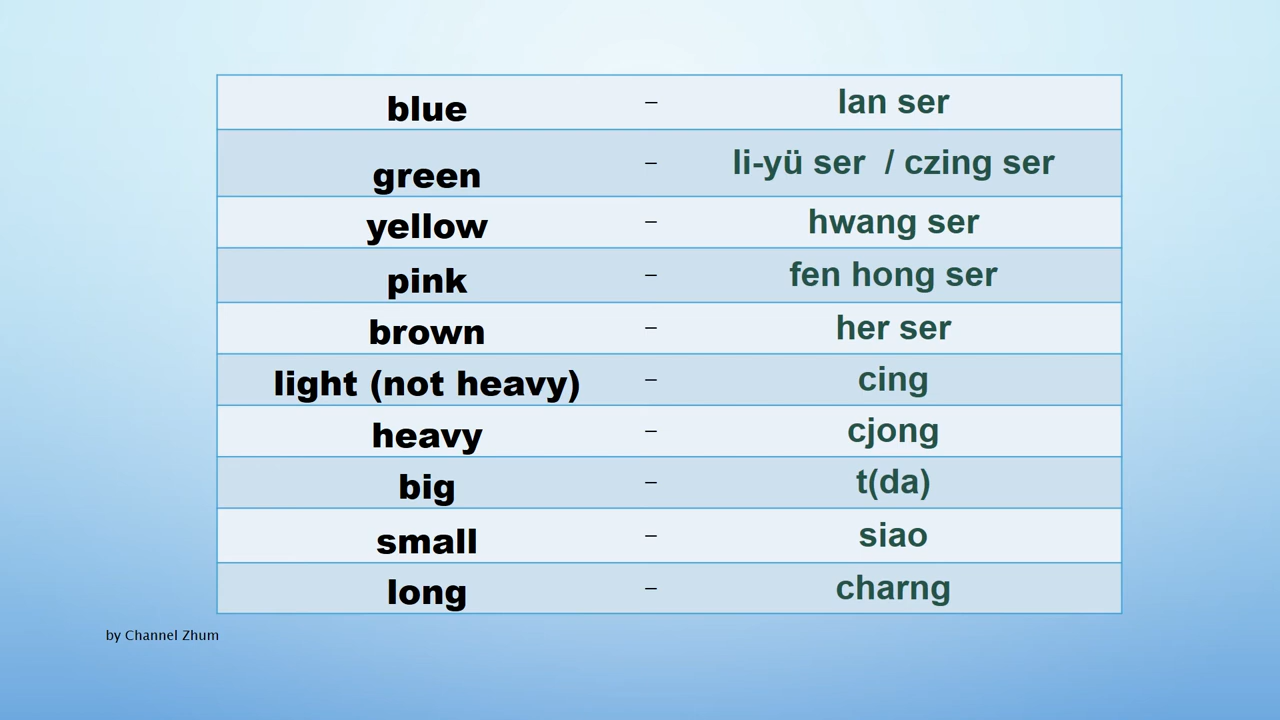 blue – lan ser
green – li-yü ser / czing ser
yellow – hwang ser
pink – fen hong ser
brown – her ser
light (not heavy) – cing
heavy – cjong
big – t(da)
small – siao
long – charng
by Channel Zhum